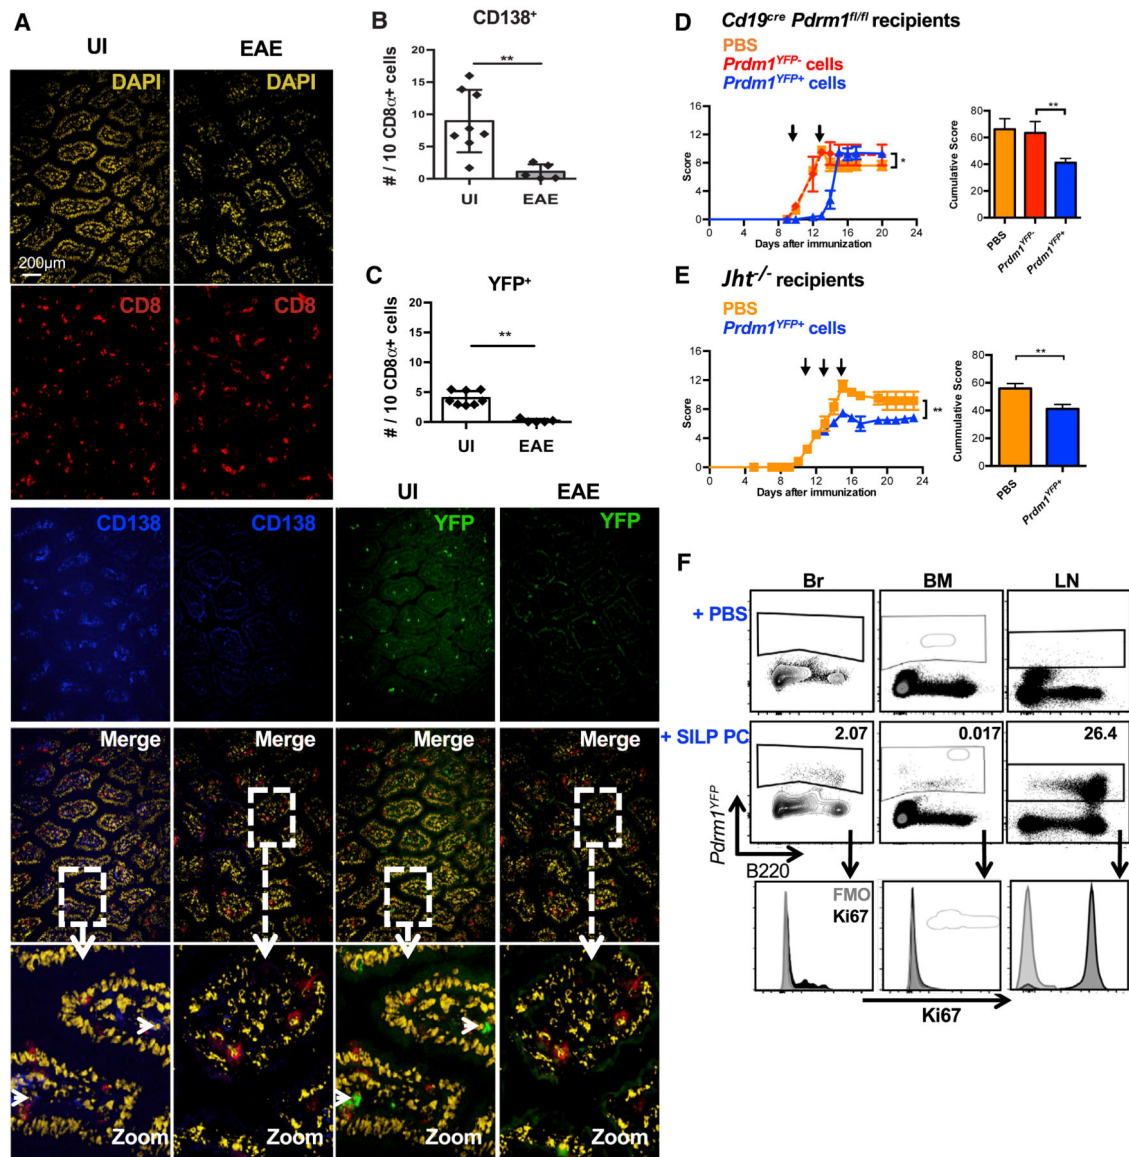 A
UI
EAE
DAPI
DAPI
200μm
CD8
CD8
UI
EAE
CD138
CD138
YFP
YFP
Merge
Merge
Merge
Merge
Zoom
Zoom
Zoom
Zoom
B
CD138+
# / 10 CD8α+ cells
20
15
10
5
0
**
UI
EAE
C
YFP+
# / 10 CD8α+ cells
20
15
10
5
0
**
UI
EAE
D
Cd19cre Pdrm1fl/fl recipients
PBS
Prdm1YFP- cells
Prdm1YFP+ cells
Score
16
12
8
4
0
0 4 8 12 16 20 24
Days after immunization
*
Cumulative Score
80
60
40
20
0
**
PBS
Prdm1YFP-
Prdm1YFP+
E
Jht-/- recipients
PBS
Prdm1YFP+ cells
Score
16
12
8
4
0
0 4 8 12 16 20 24
Days after immunization
**
Cummulative Score
80
60
40
20
0
**
PBS
Prdm1YFP+
F
Br
BM
LN
+ PBS
+ SILP PC
2.07
0.017
26.4
Pdrm1YFP
B220
FMO
Ki67
Ki67